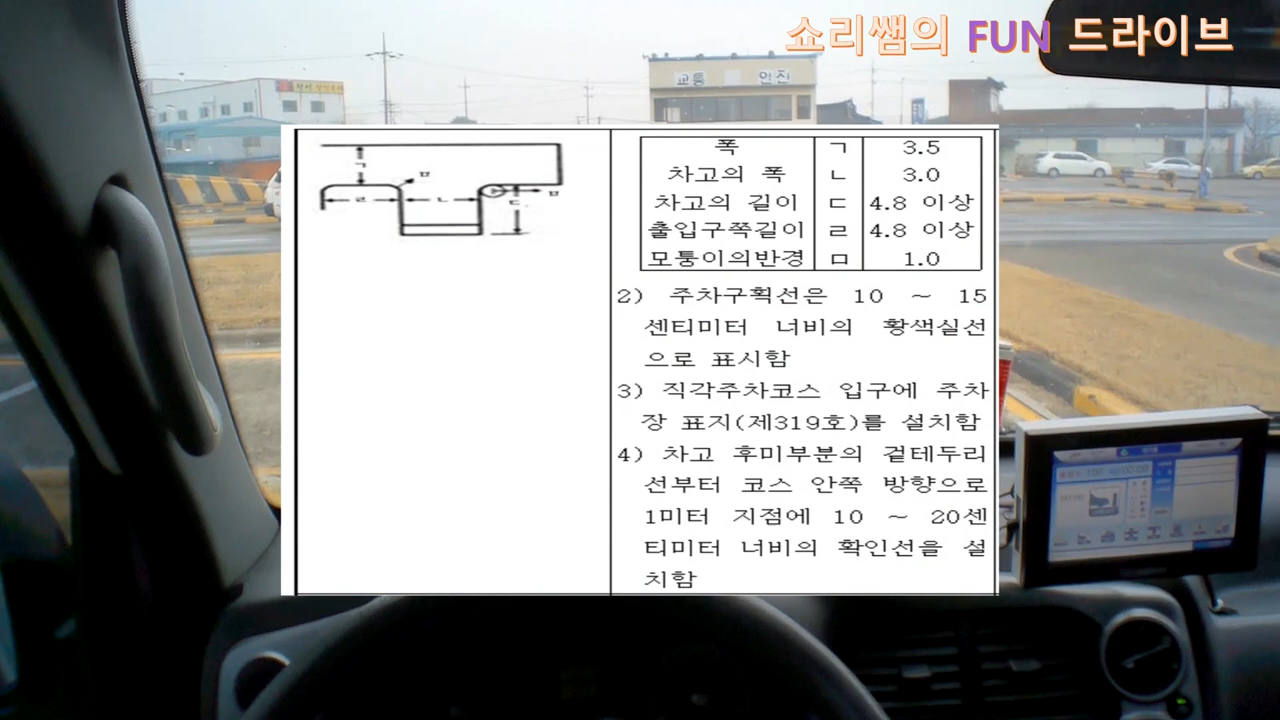 쇼리쌤의 FUN 드라이브
교통 안전
폭 ㄱ 3.5
차고의 폭 ㄴ 3.0
차고의 길이 ㄷ 4.8 이상
출입구쪽길이 ㄹ 4.8 이상
모퉁이의반경 ㅁ 1.0
ㄱ
ㅁ
ㄹ
ㄴ
ㄷ
ㅁ
2) 주차구획선은 10 ~ 15
센티미터 너비의 황색실선
으로 표시함
3) 직각주차코스 입구에 주차
장 표지(제319호)를 설치함
4) 차고 후미부분의 겉테두리
선부터 코스 안쪽 방향으로
1미터 지점에 10 ~ 20센
티미터 너비의 확인선을 설
치함